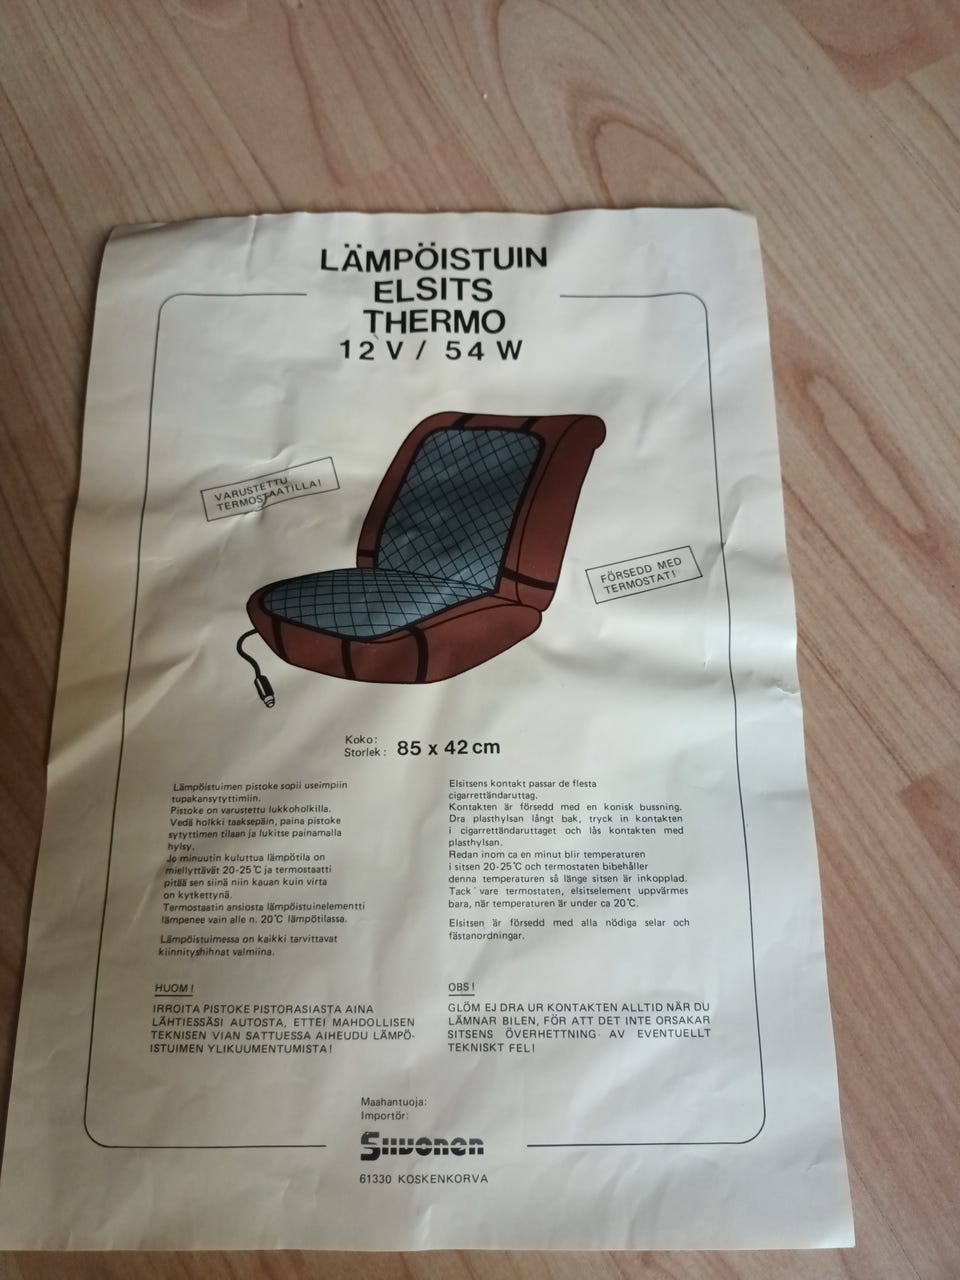 LÄMPÖISTUIN
ELSITS
THERMO
12 V / 54 W
VARUSTETTU
TERMOSTAATILLA!
FÖRSEDD MED
TERMOSTAT!
Koko:
Storlek: 85 x 42 cm
Lämpöistuimen pistoke sopii useimpiin
tupakansytyttimiin.
Pistoke on varustettu lukkoholkilla.
Vedä holkki taaksepäin, paina pistoke
sytyttimen tilaan ja lukitse painamalla
hylsy.
Jo minuutin kuluttua lämpötila on
miellyttävät 20-25°C ja termostaatti
pitää sen siinä niin kauan kuin virta
on kytkettynä.
Termostaatin ansiosta lämpöistuinelementti
lämpenee vain alle n. 20°C lämpötilassa.
Lämpöistuimessa on kaikki tarvittavat
kiinnityshihnat valmiina.
HUOM!
IRROITA PISTOKE PISTORASIASTA AINA
LÄHTIESSÄSI AUTOSTA, ETTEI MAHDOLLISEN
TEKNISEN VIAN SATTUESSA AIHEUDU LÄMPÖ-
ISTUIMEN YLIKUUMENTUMISTA!
Elsitsens kontakt passar de flesta
cigarrettändaruttag.
Kontakten är försedd med en konisk bussning.
Dra plasthylsan långt bak, tryck in kontakten
i cigarrettändaruttaget och lås kontakten med
plasthylsan.
Redan inom ca en minut blir temperaturen
i sitsen 20-25°C och termostaten bibehåller
denna temperaturen så länge sitsen är inkopplad.
Tack vare termostaten, elsitselement uppvärmes
bara, när temperaturen är under ca 20°C.
Elsitsen är försedd med alla nödiga selar och
fästanordningar.
OBS!
GLÖM EJ DRA UR KONTAKTEN ALLTID NÄR DU
LÄMNAR BILEN, FÖR ATT DET INTE ORSAKAR
SITSENS ÖVERHETTNING AV EVENTUELLT
TEKNISKT FEL!
Maahantuoja:
Importör:
Siivonen
61330 KOSKENKORVA